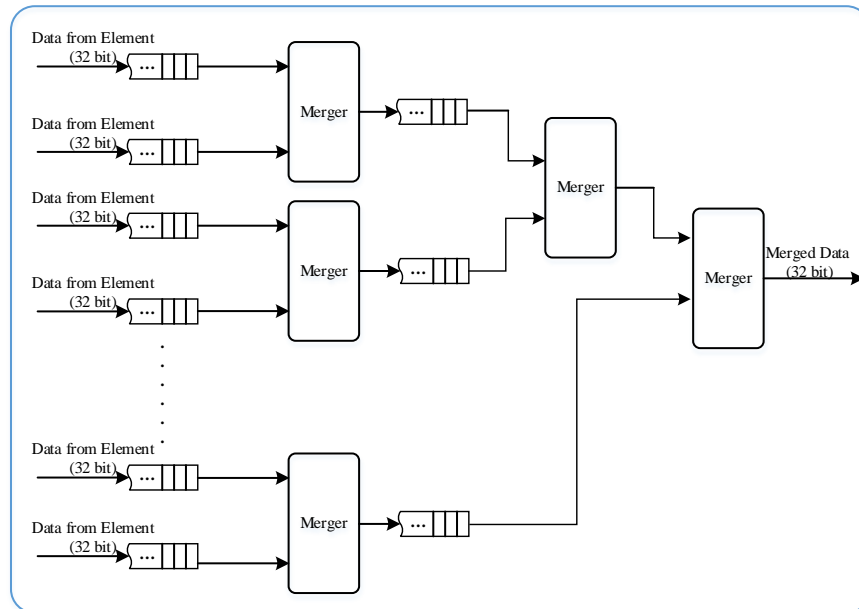 Data from Element
(32 bit)
...
Data from Element
(32 bit)
...
Merger
...
Data from Element
(32 bit)
...
Data from Element
(32 bit)
...
Merger
...
Merger
Merger
Merged Data
(32 bit)
Data from Element
(32 bit)
...
Data from Element
(32 bit)
...
Merger
...